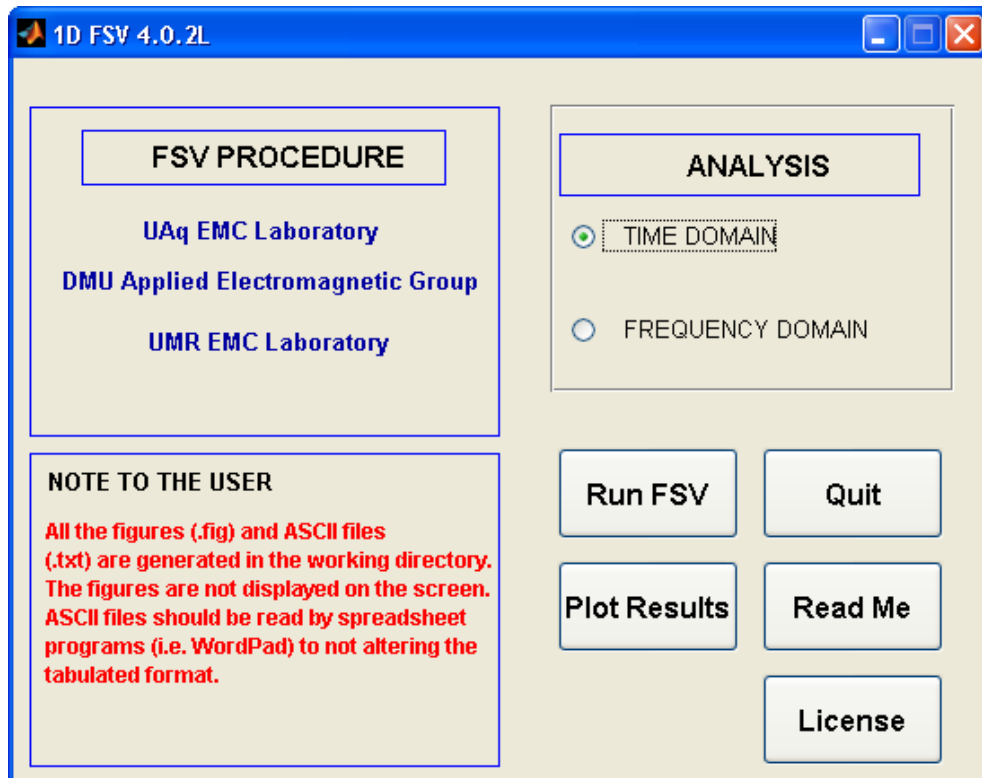 1D FSV 4.0.2L
FSV PROCEDURE
UAq EMC Laboratory
DMU Applied Electromagnetic Group
UMR EMC Laboratory
NOTE TO THE USER
All the figures (.fig) and ASCII files
(.txt) are generated in the working directory.
The figures are not displayed on the screen.
ASCII files should be read by spreadsheet
programs (i.e. WordPad) to not altering the
tabulated format.
ANALYSIS
TIME DOMAIN
FREQUENCY DOMAIN
Run FSV
Quit
Plot Results
Read Me
License